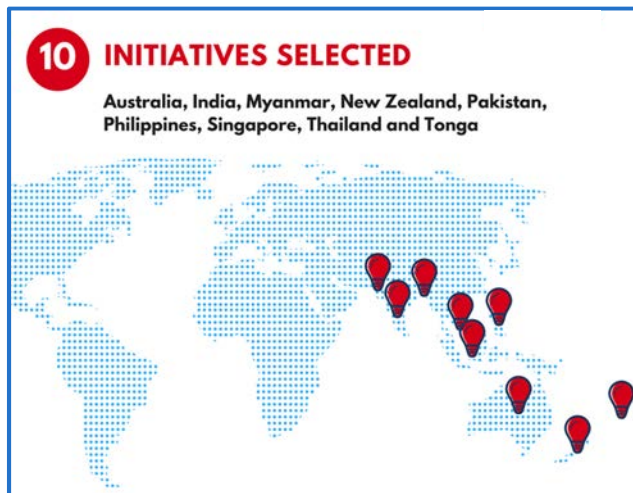 10 INITIATIVES SELECTED
Australia, India, Myanmar, New Zealand, Pakistan,
Philippines, Singapore, Thailand and Tonga